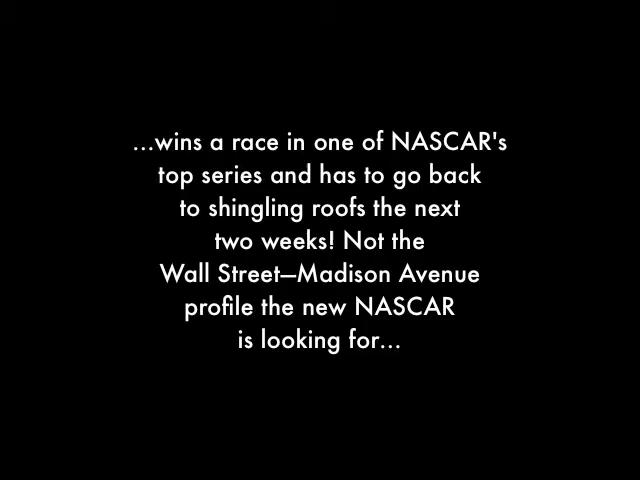 ...wins a race in one of NASCAR's
top series and has to go back
to shingling roofs the next
two weeks! Not the
Wall Street—Madison Avenue
profile the new NASCAR
is looking for...